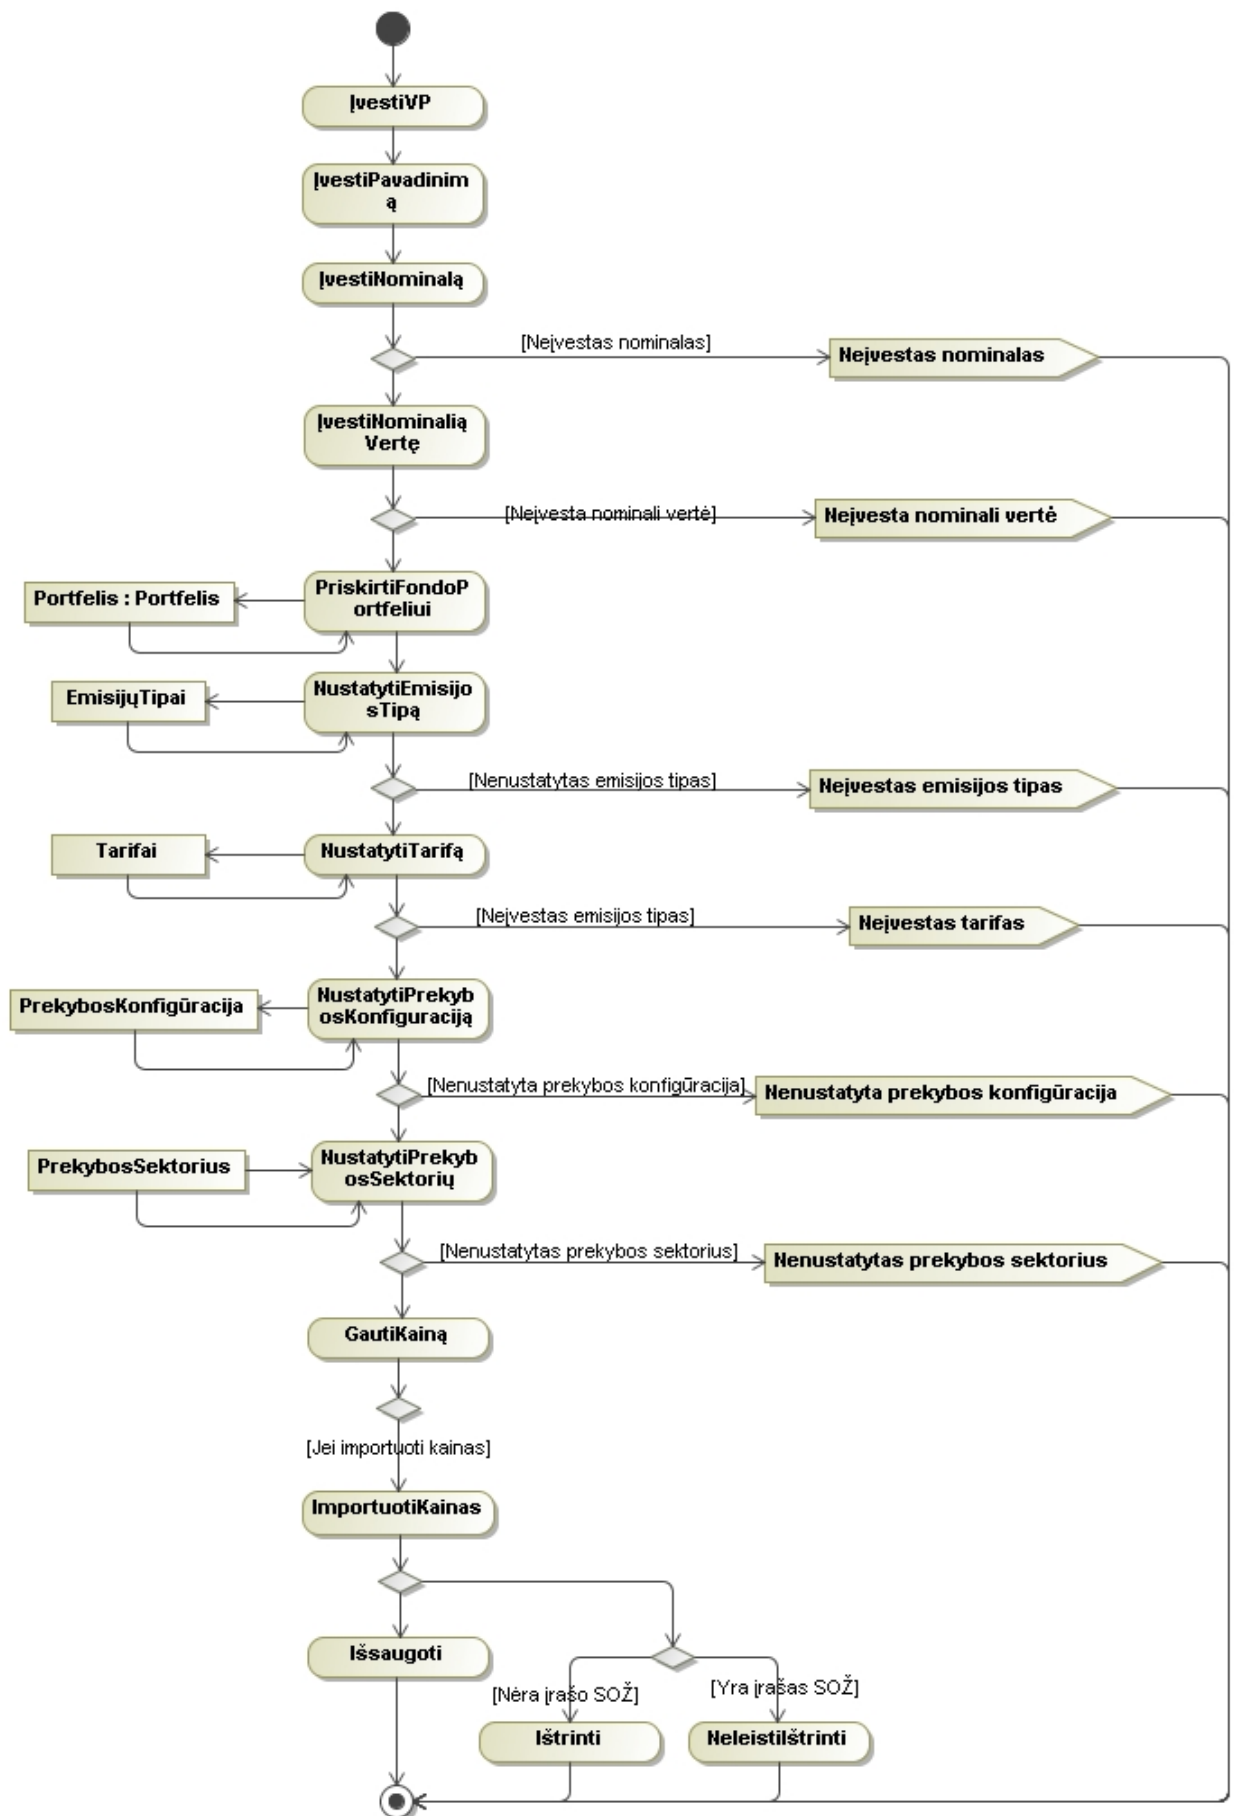 ĮvestiVP
ĮvestiPavadinim
ą
ĮvestiNominalą
[Neįvestas nominalas]
Neįvestas nominalas
ĮvestiNominalią
Vertę
[Neįvesta nominali vertė]
Neįvesta nominali vertė
Portfelis : Portfelis
PriskirtiFondoP
ortfeliui
EmisijųTipai
NustatytiEmisijo
sTipą
[Nenustatytas emisijos tipas]
Neįvestas emisijos tipas
Tarifai
NustatytiTarifą
[Neįvestas emisijos tipas]
Neįvestas tarifas
PrekybosKonfigūracija
NustatytiPrekyb
osKonfiguraciją
[Nenustatyta prekybos konfigūracija]
Nenustatyta prekybos konfigūracija
PrekybosSektorius
NustatytiPrekyb
osSektorių
[Nenustatytas prekybos sektorius]
Nenustatytas prekybos sektorius
GautiKainą
[Jei importuoti kainas]
ImportuotiKainas
Išsaugoti
[Nėra įrašo SOŽ]
[Yra įrašas SOŽ]
Ištrinti
NeleistiIštrinti